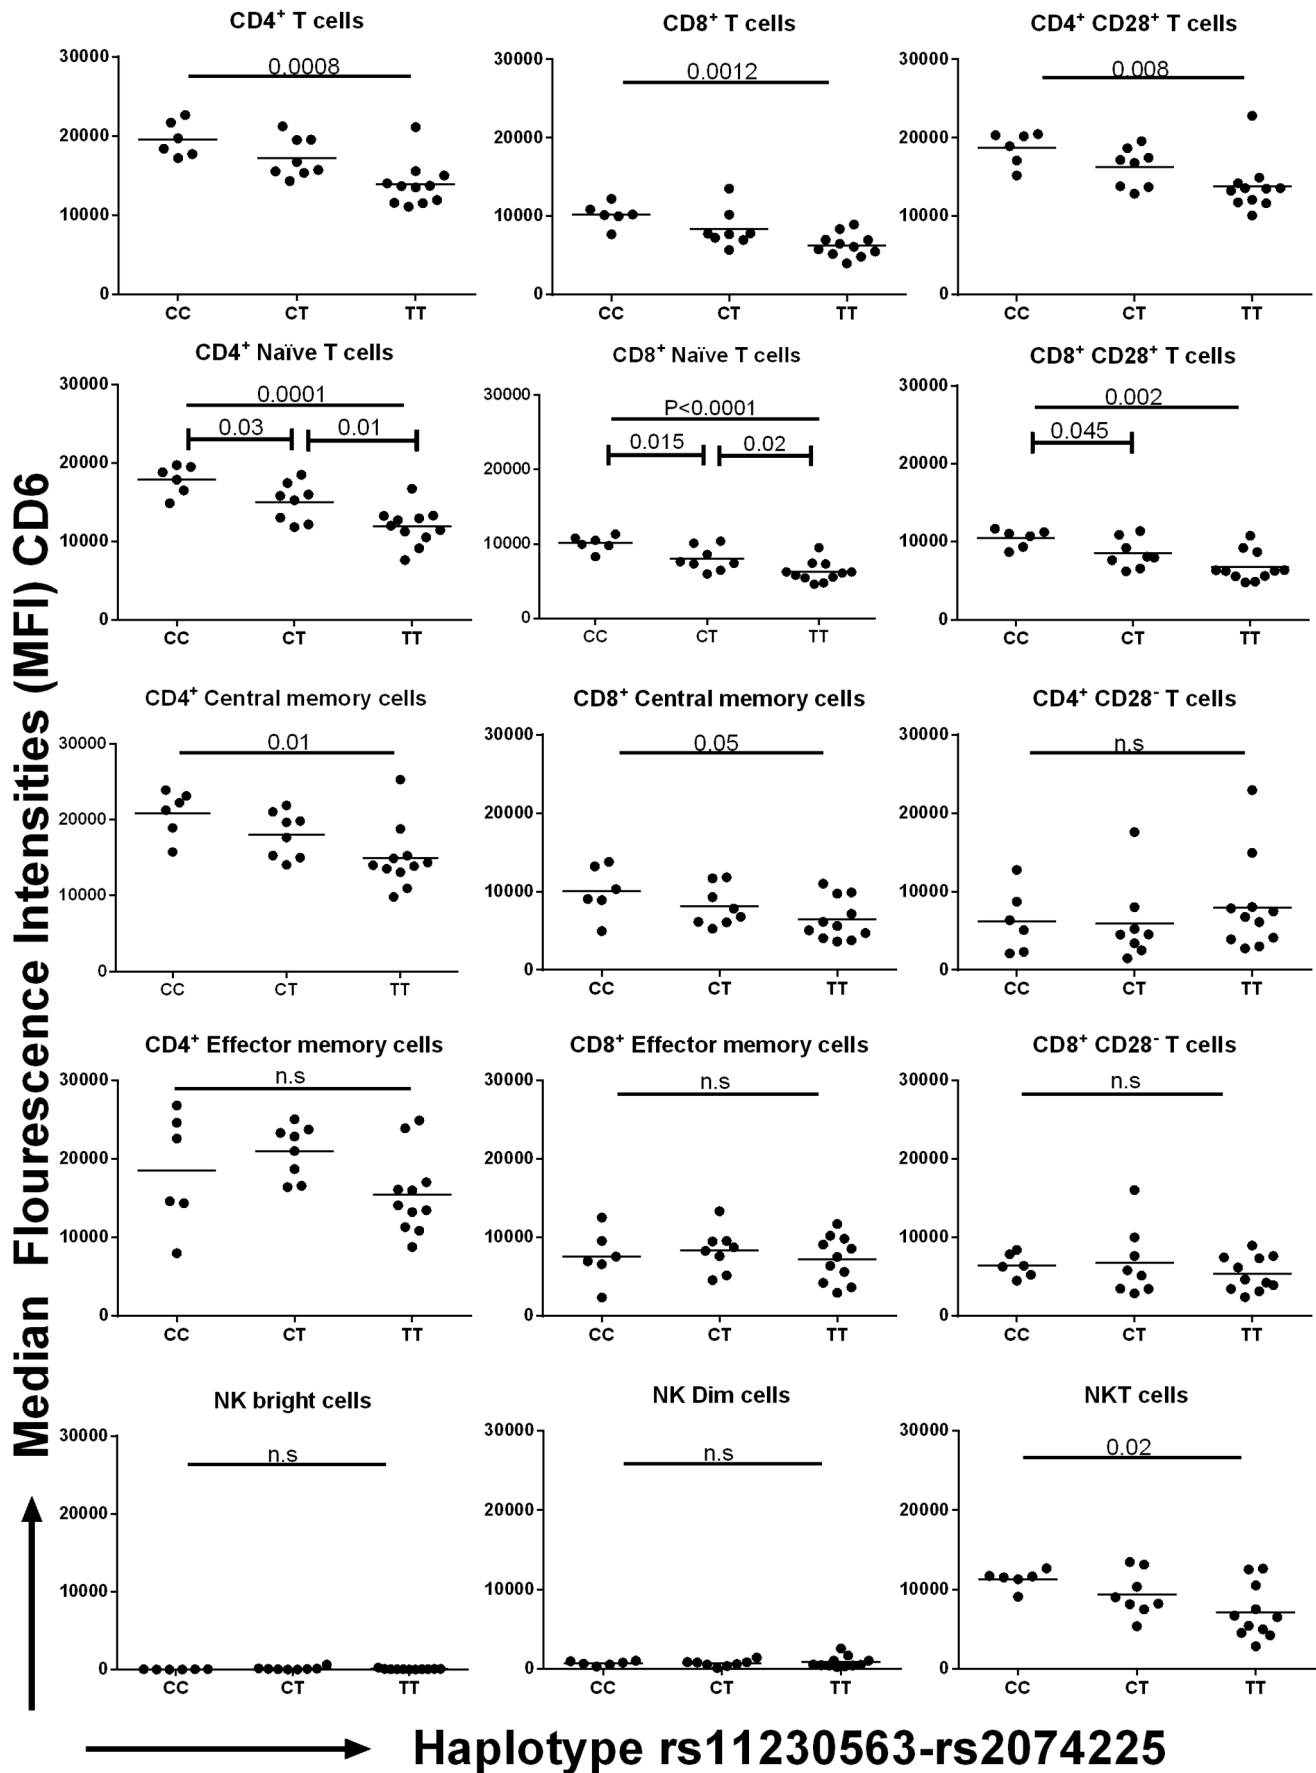 CD4⁺ T cells
30000
20000
10000
0
0.0008
CC CT TT
CD8⁺ T cells
30000
20000
10000
0
0.0012
CC CT TT
CD4⁺ CD28⁺ T cells
30000
20000
10000
0
0.008
CC CT TT
CD4⁺ Naïve T cells
30000
20000
10000
0
0.0001
0.03 0.01
CC CT TT
CD8⁺ Naïve T cells
30000
20000
10000
0
P<0.0001
0.015 0.02
CC CT TT
CD8⁺ CD28⁺ T cells
30000
20000
10000
0
0.002
0.045
CC CT TT
CD4⁺ Central memory cells
30000
20000
10000
0
0.01
CC CT TT
CD8⁺ Central memory cells
30000
20000
10000
0
0.05
CC CT TT
CD4⁺ CD28⁻ T cells
30000
20000
10000
0
n.s
CC CT TT
CD4⁺ Effector memory cells
30000
20000
10000
0
n.s
CC CT TT
CD8⁺ Effector memory cells
30000
20000
10000
0
n.s
CC CT TT
CD8⁺ CD28⁻ T cells
30000
20000
10000
0
n.s
CC CT TT
NK bright cells
30000
20000
10000
0
n.s
CC CT TT
NK Dim cells
30000
20000
10000
0
n.s
CC CT TT
NKT cells
30000
20000
10000
0
0.02
CC CT TT
Median Flourescence Intensities (MFI) CD6
Haplotype rs11230563-rs2074225